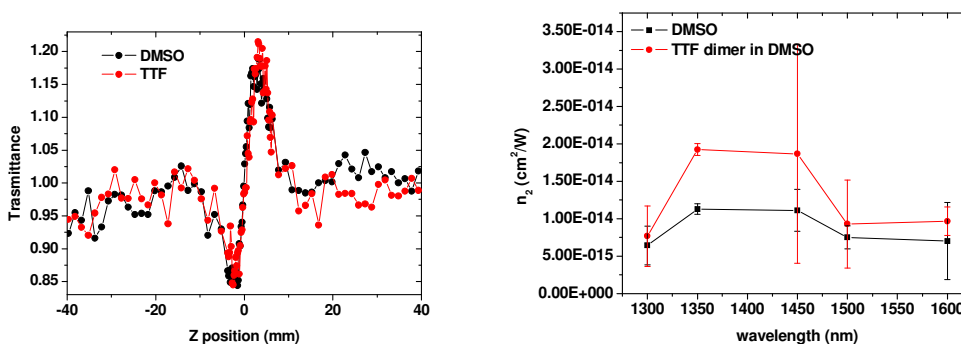 1.20
1.15
1.10
1.05
1.00
0.95
0.90
0.85
Trasmittance
DMSO
TTF
-40
-20
0
20
40
Z position (mm)
3.50E-014
3.00E-014
2.50E-014
2.00E-014
1.50E-014
1.00E-014
5.00E-015
0.00E+000
n2 (cm2/W)
DMSO
TTF dimer in DMSO
1300 1350 1400 1450 1500 1550 1600
wavelength (nm)